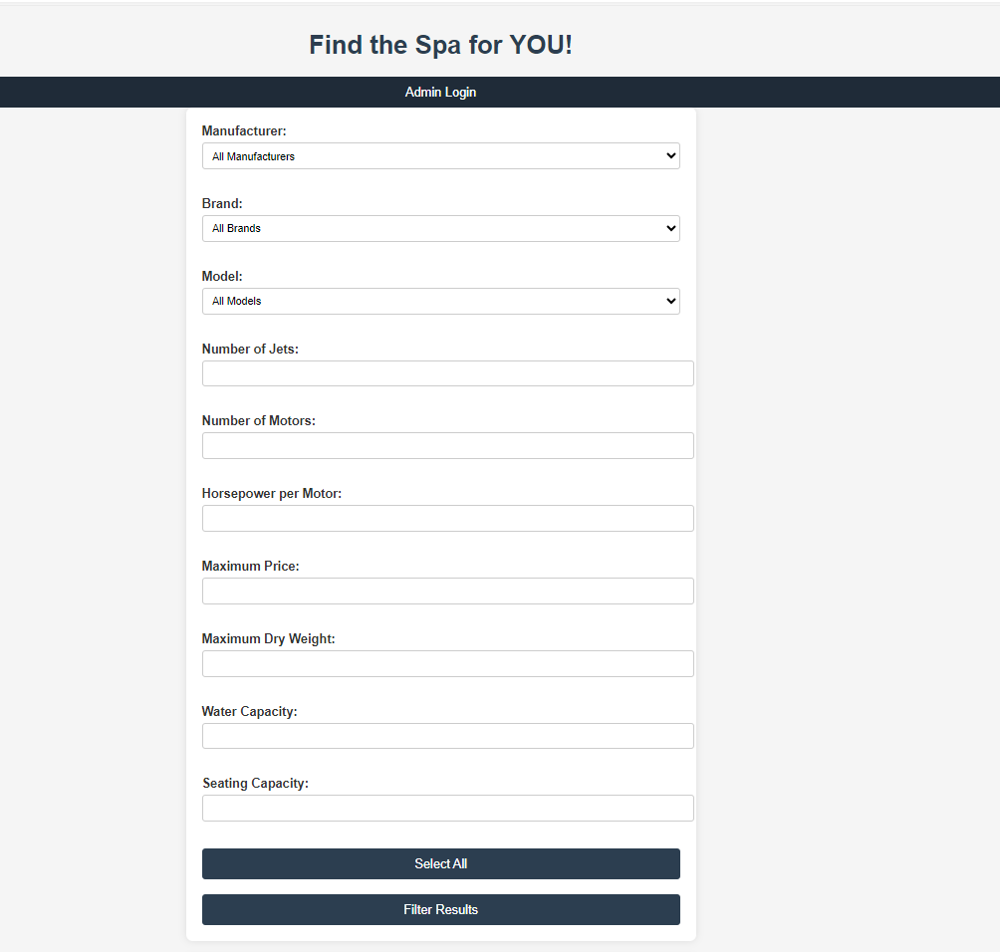 Find the Spa for YOU!
Admin Login
Manufacturer:
All Manufacturers
Brand:
All Brands
Model:
All Models
Number of Jets:
Number of Motors:
Horsepower per Motor:
Maximum Price:
Maximum Dry Weight:
Water Capacity:
Seating Capacity:
Select All
Filter Results